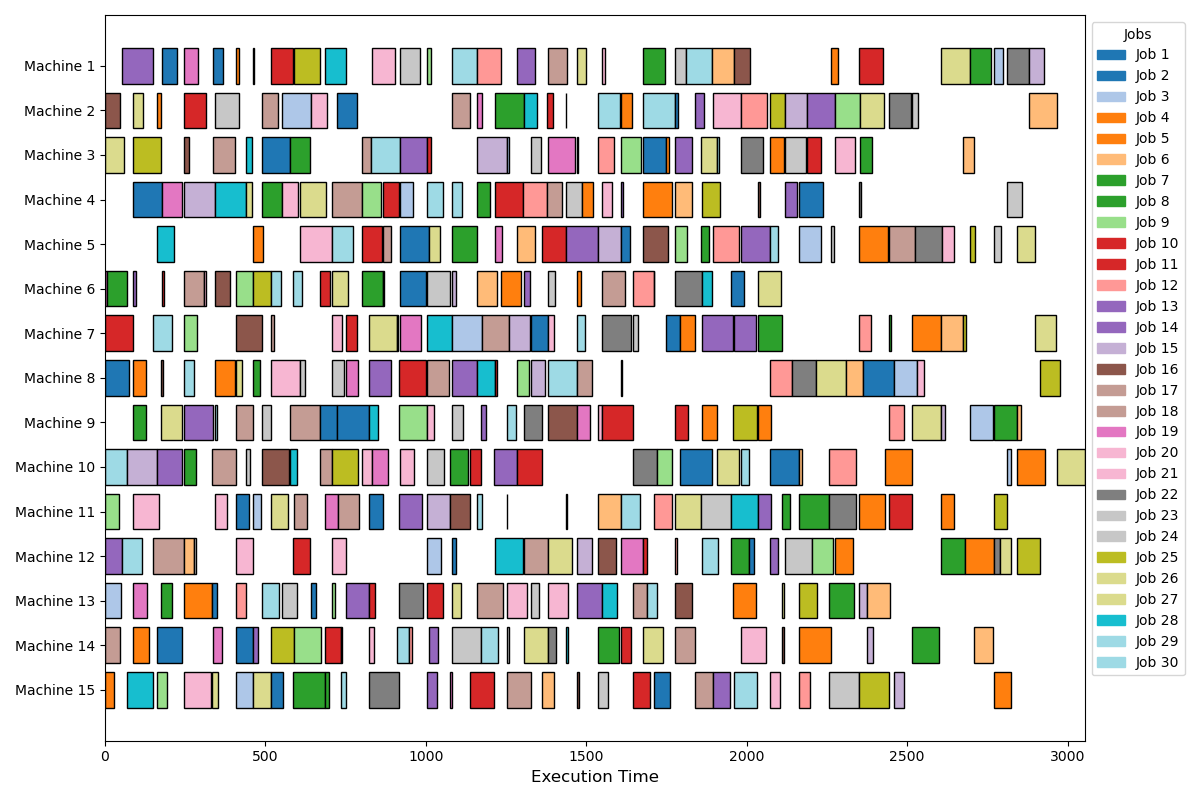 Machine 1
Machine 2
Machine 3
Machine 4
Machine 5
Machine 6
Machine 7
Machine 8
Machine 9
Machine 10
Machine 11
Machine 12
Machine 13
Machine 14
Machine 15
0 500 1000 1500 2000 2500 3000
Execution Time
Jobs
Job 1
Job 2
Job 3
Job 4
Job 5
Job 6
Job 7
Job 8
Job 9
Job 10
Job 11
Job 12
Job 13
Job 14
Job 15
Job 16
Job 17
Job 18
Job 19
Job 20
Job 21
Job 22
Job 23
Job 24
Job 25
Job 26
Job 27
Job 28
Job 29
Job 30